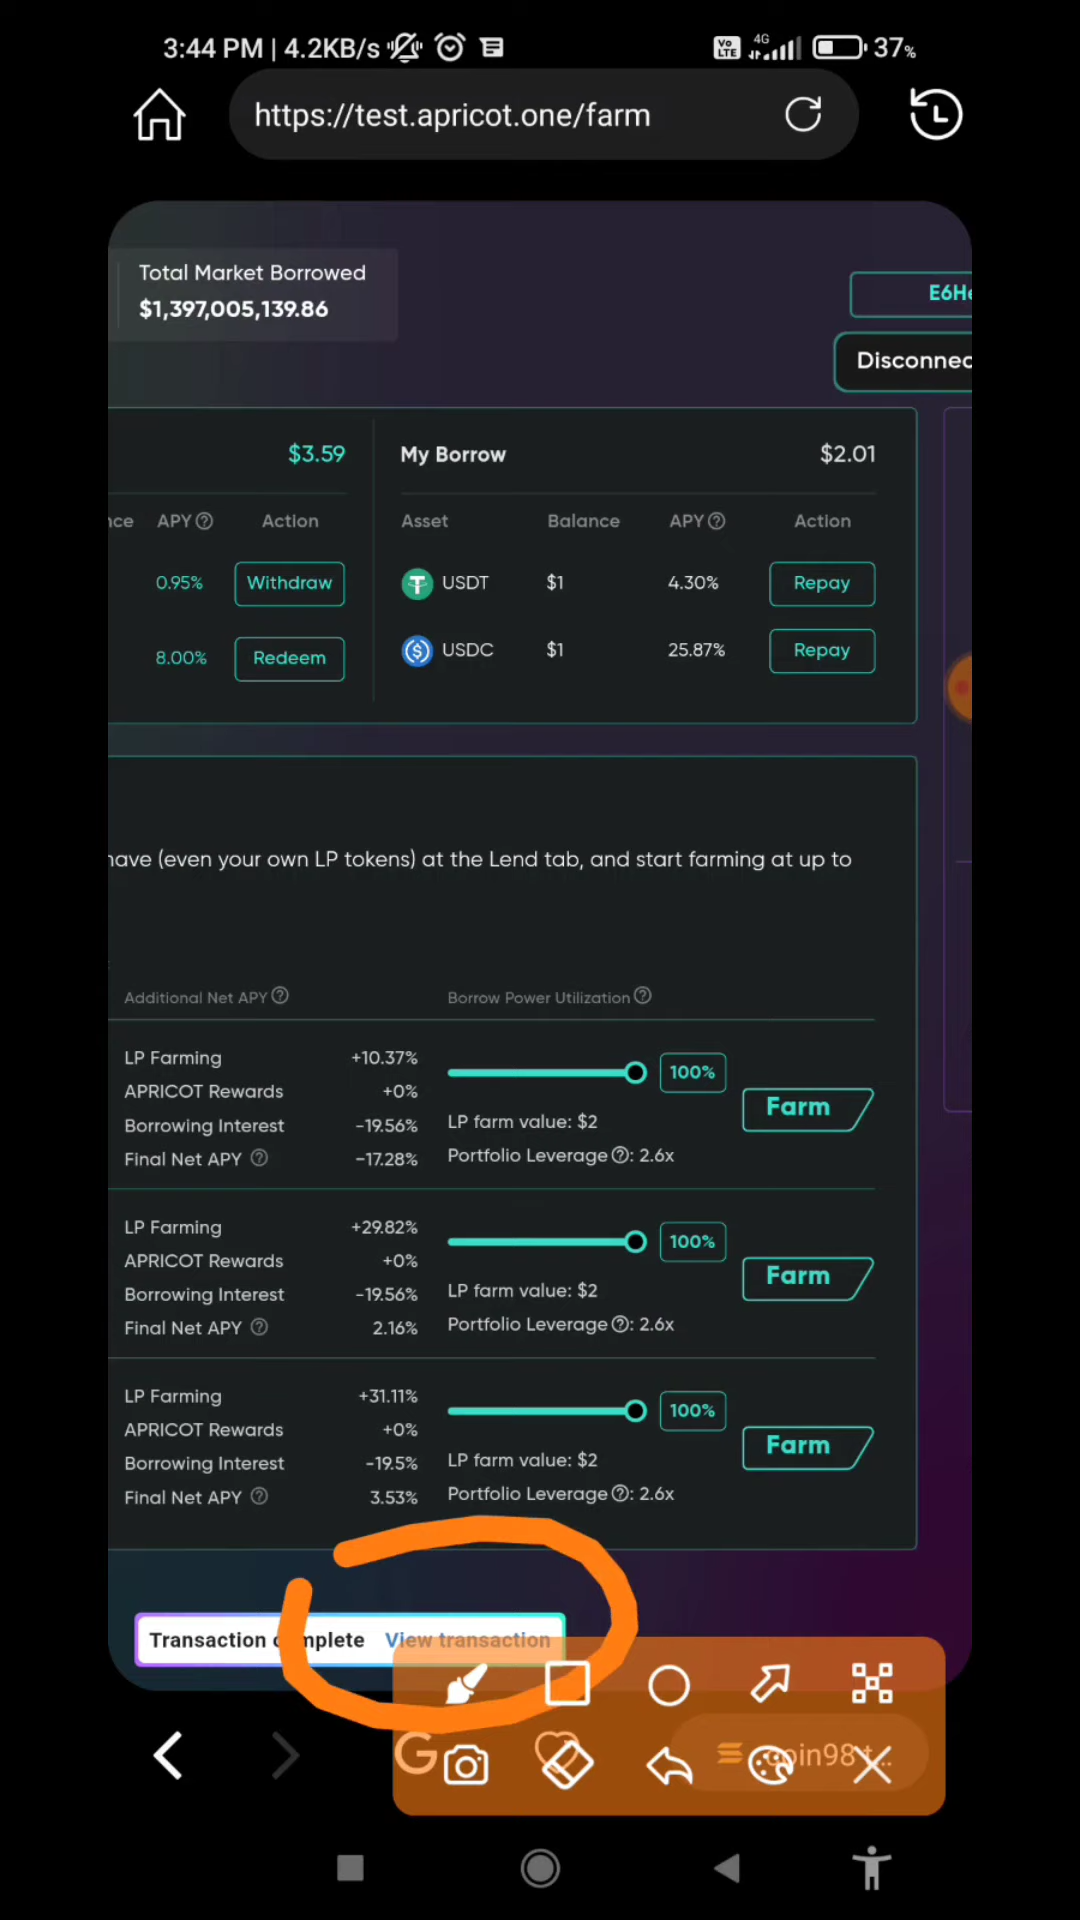 3:44 PM | 4.2KB/s
Vo LTE 4G 37%
https://test.apricot.one/farm
Total Market Borrowed
$1,397,005,139.86
E6H
Disconnec
$3.59 My Borrow $2.01
nce APY Action Asset Balance APY Action
0.95% Withdraw USDT $1 4.30% Repay
8.00% Redeem USDC $1 25.87% Repay
have (even your own LP tokens) at the Lend tab, and start farming at up to
Additional Net APY Borrow Power Utilization
LP Farming +10.37% 100%
APRICOT Rewards +0% Farm
Borrowing Interest -19.56% LP farm value: $2
Final Net APY -17.28% Portfolio Leverage: 2.6x
LP Farming +29.82% 100%
APRICOT Rewards +0% Farm
Borrowing Interest -19.56% LP farm value: $2
Final Net APY 2.16% Portfolio Leverage: 2.6x
LP Farming +31.11% 100%
APRICOT Rewards +0% Farm
Borrowing Interest -19.5% LP farm value: $2
Final Net APY 3.53% Portfolio Leverage: 2.6x
Transaction complete View transaction
G